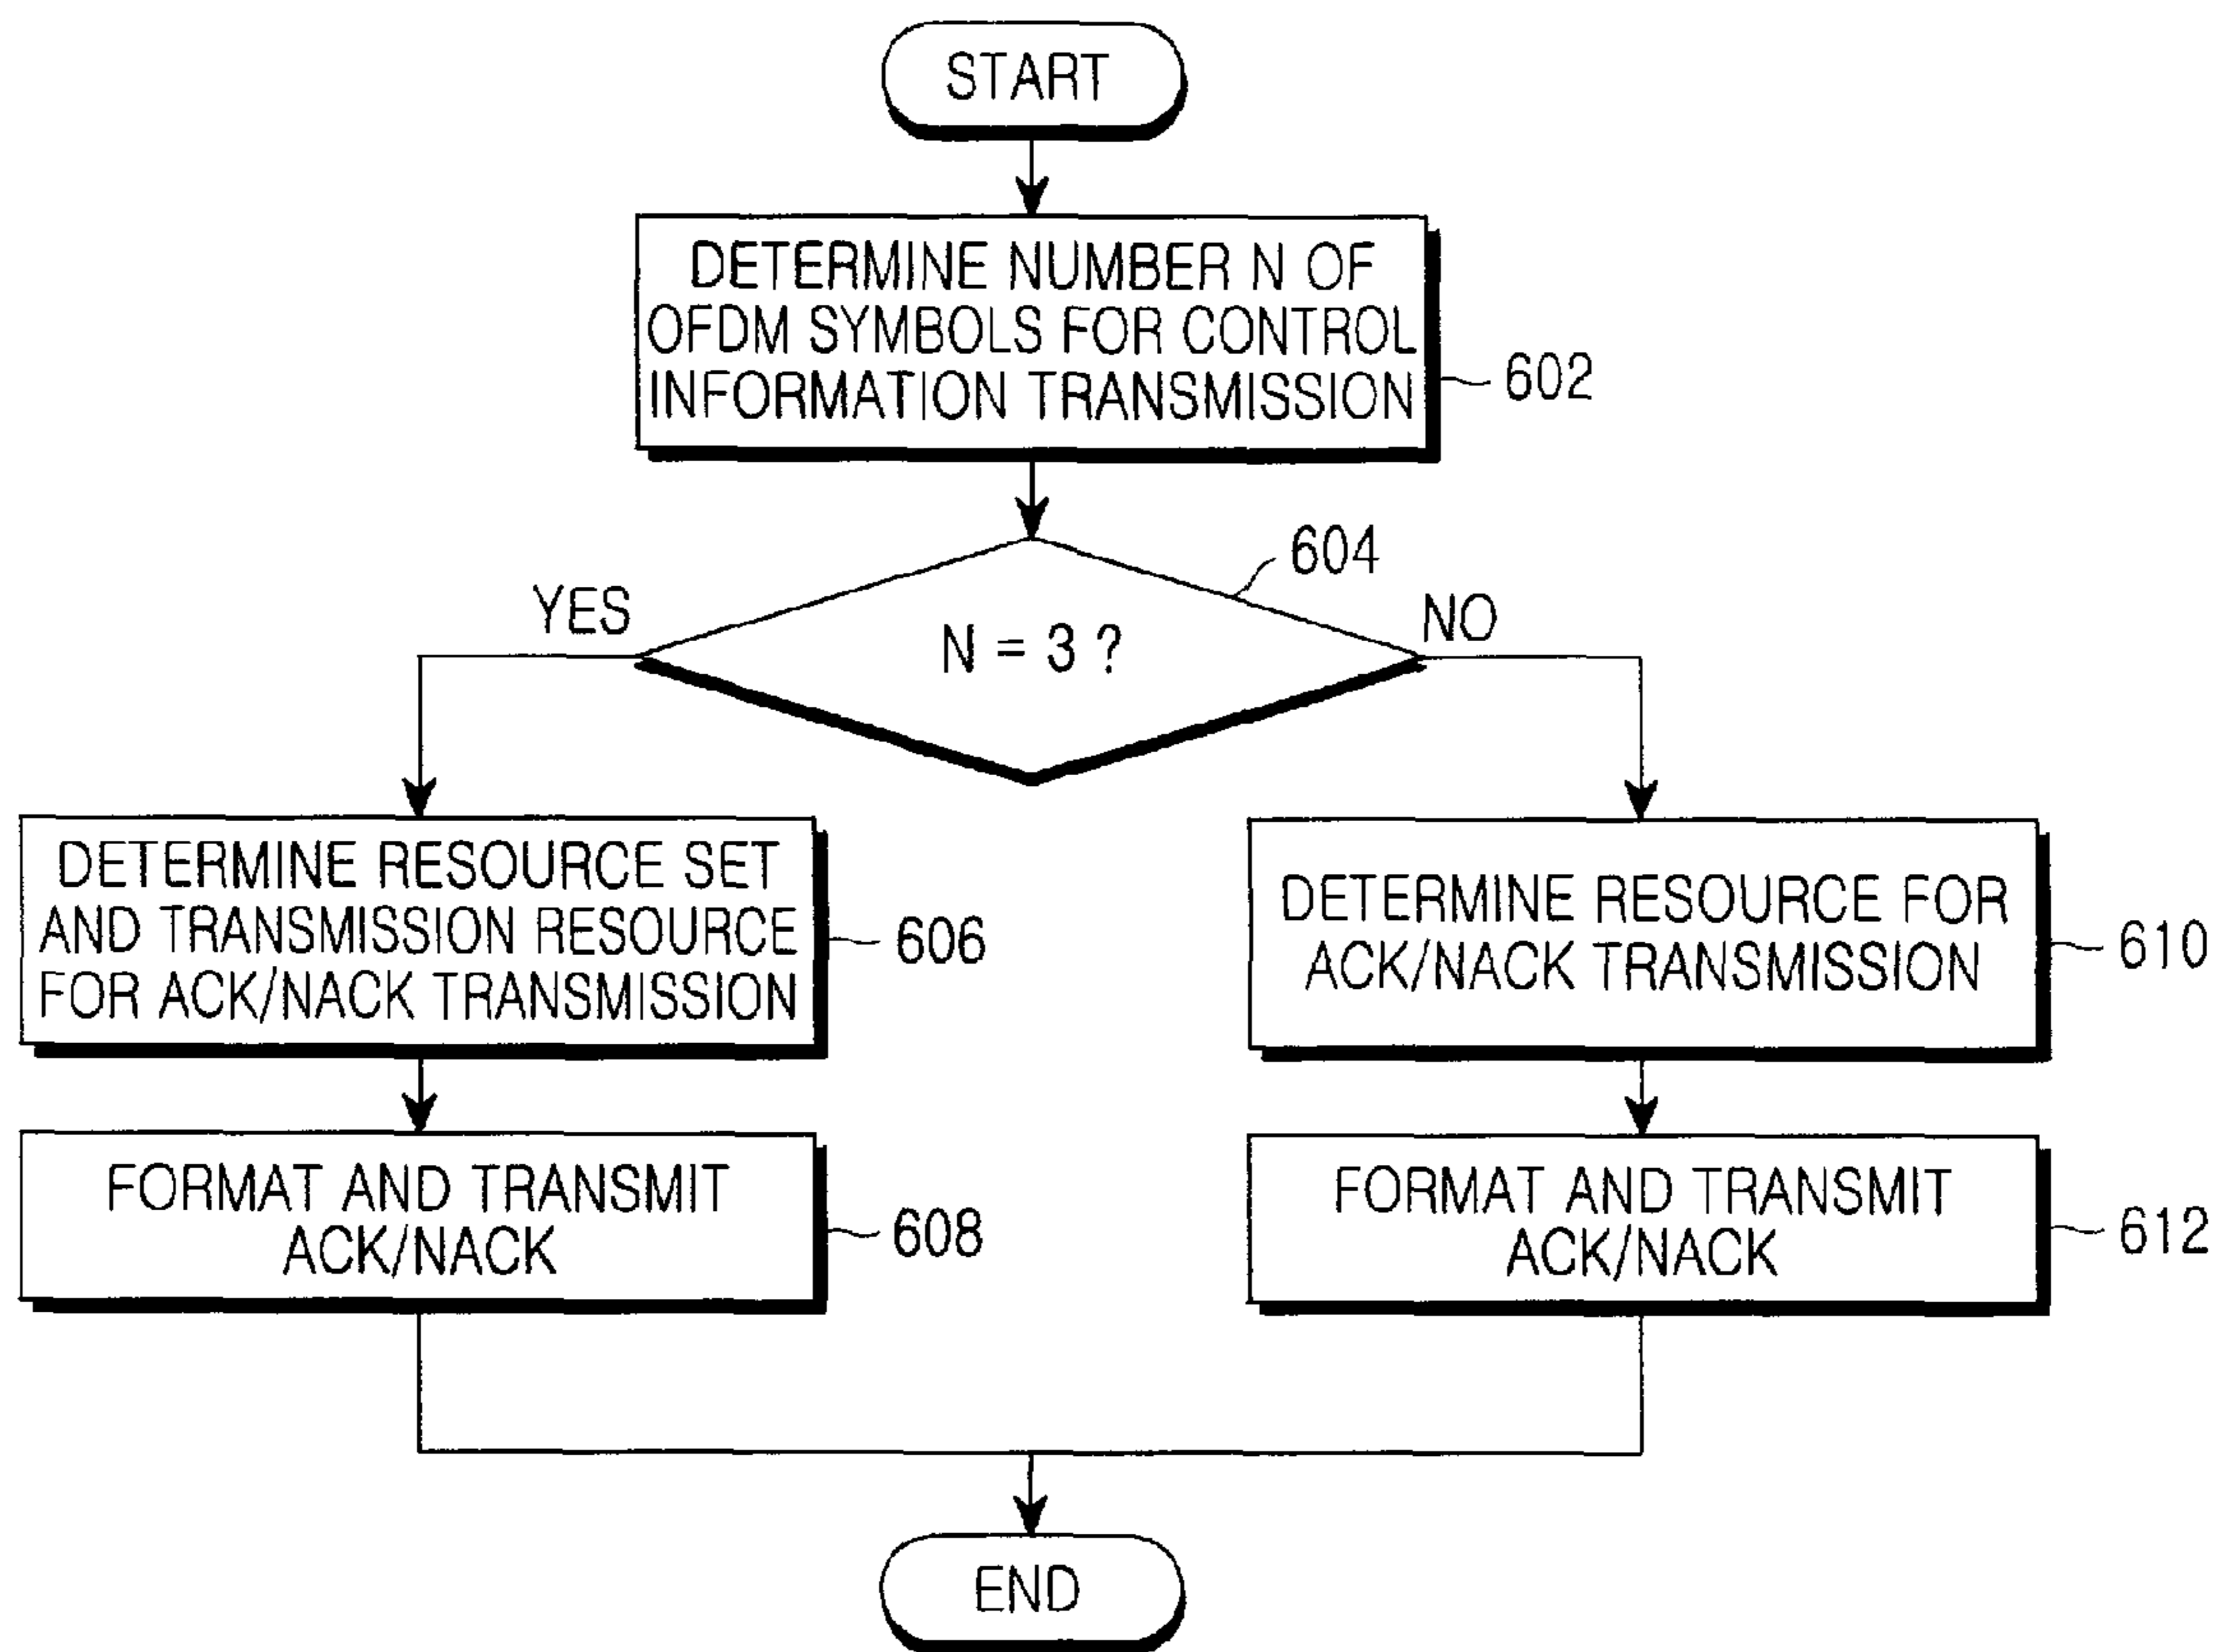 START
DETERMINE NUMBER N OF
OFDM SYMBOLS FOR CONTROL
INFORMATION TRANSMISSION
602
604
YES
N = 3 ?
NO
DETERMINE RESOURCE SET
AND TRANSMISSION RESOURCE
FOR ACK/NACK TRANSMISSION
606
DETERMINE RESOURCE FOR
ACK/NACK TRANSMISSION
610
FORMAT AND TRANSMIT
ACK/NACK
608
FORMAT AND TRANSMIT
ACK/NACK
612
END